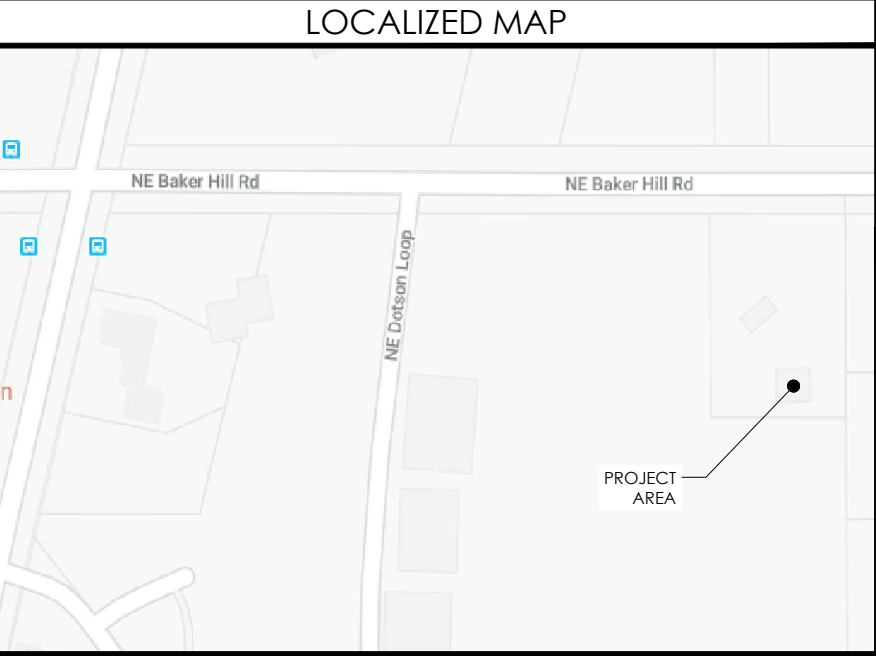 LOCALIZED MAP
NE Baker Hill Rd
NE Baker Hill Rd
NE Dotson Loop
n
PROJECT
AREA